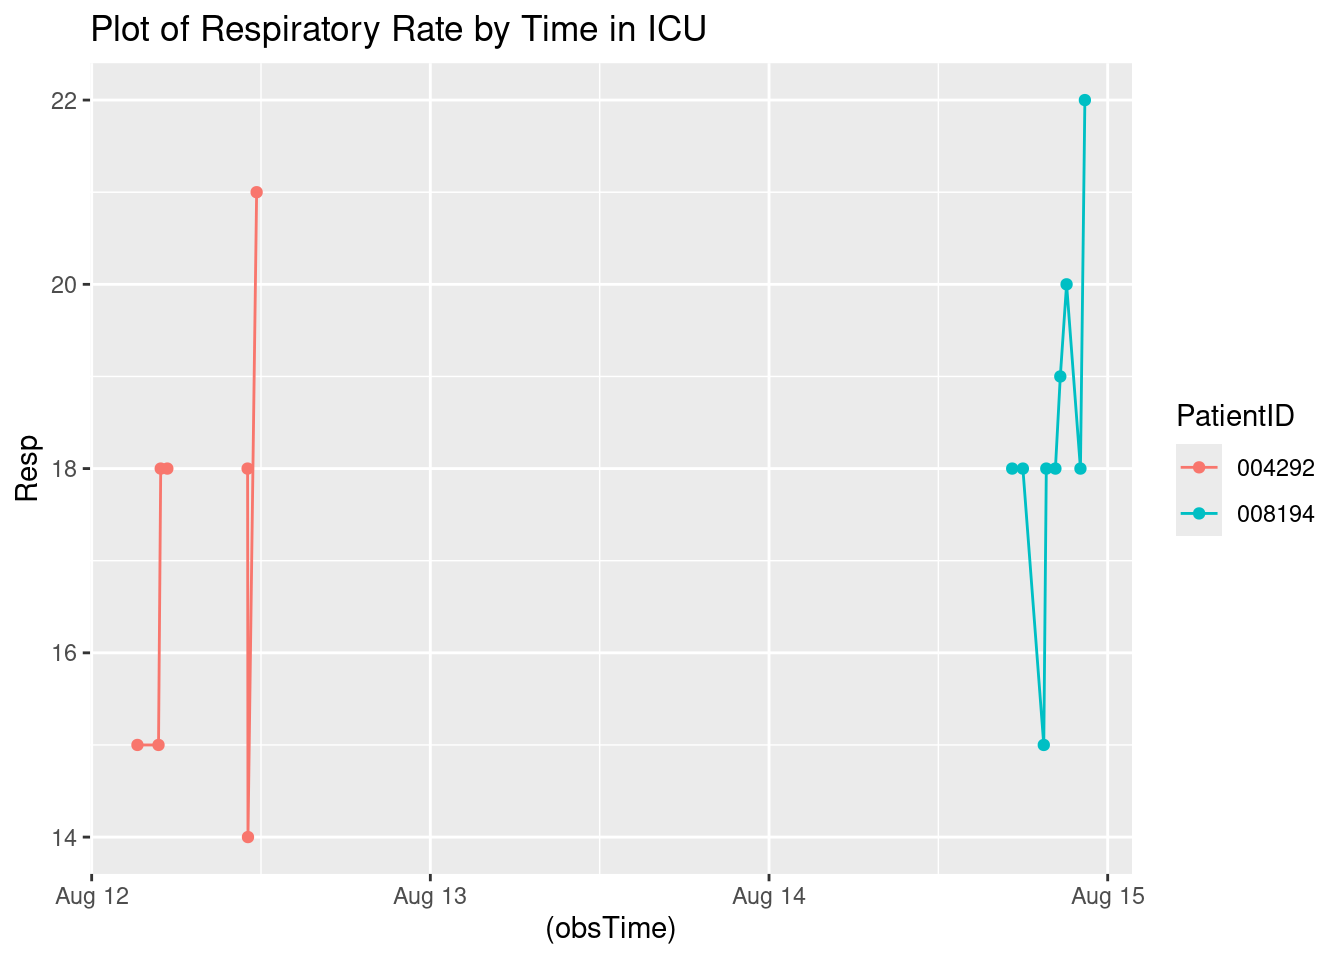 Plot of Respiratory Rate by Time in ICU
22
20
18
16
14
Resp
Aug 12
Aug 13
Aug 14
Aug 15
(obsTime)
PatientID
004292
008194